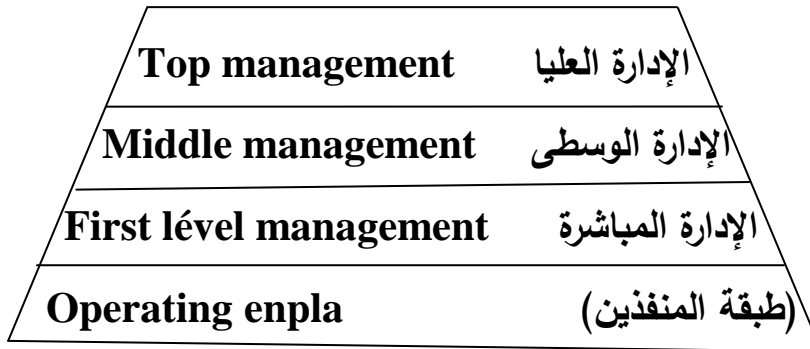 Top management الإدارة العليا
Middle management الإدارة الوسطى
First lével management الإدارة المباشرة
Operating enpla (طبقة المنفذين)